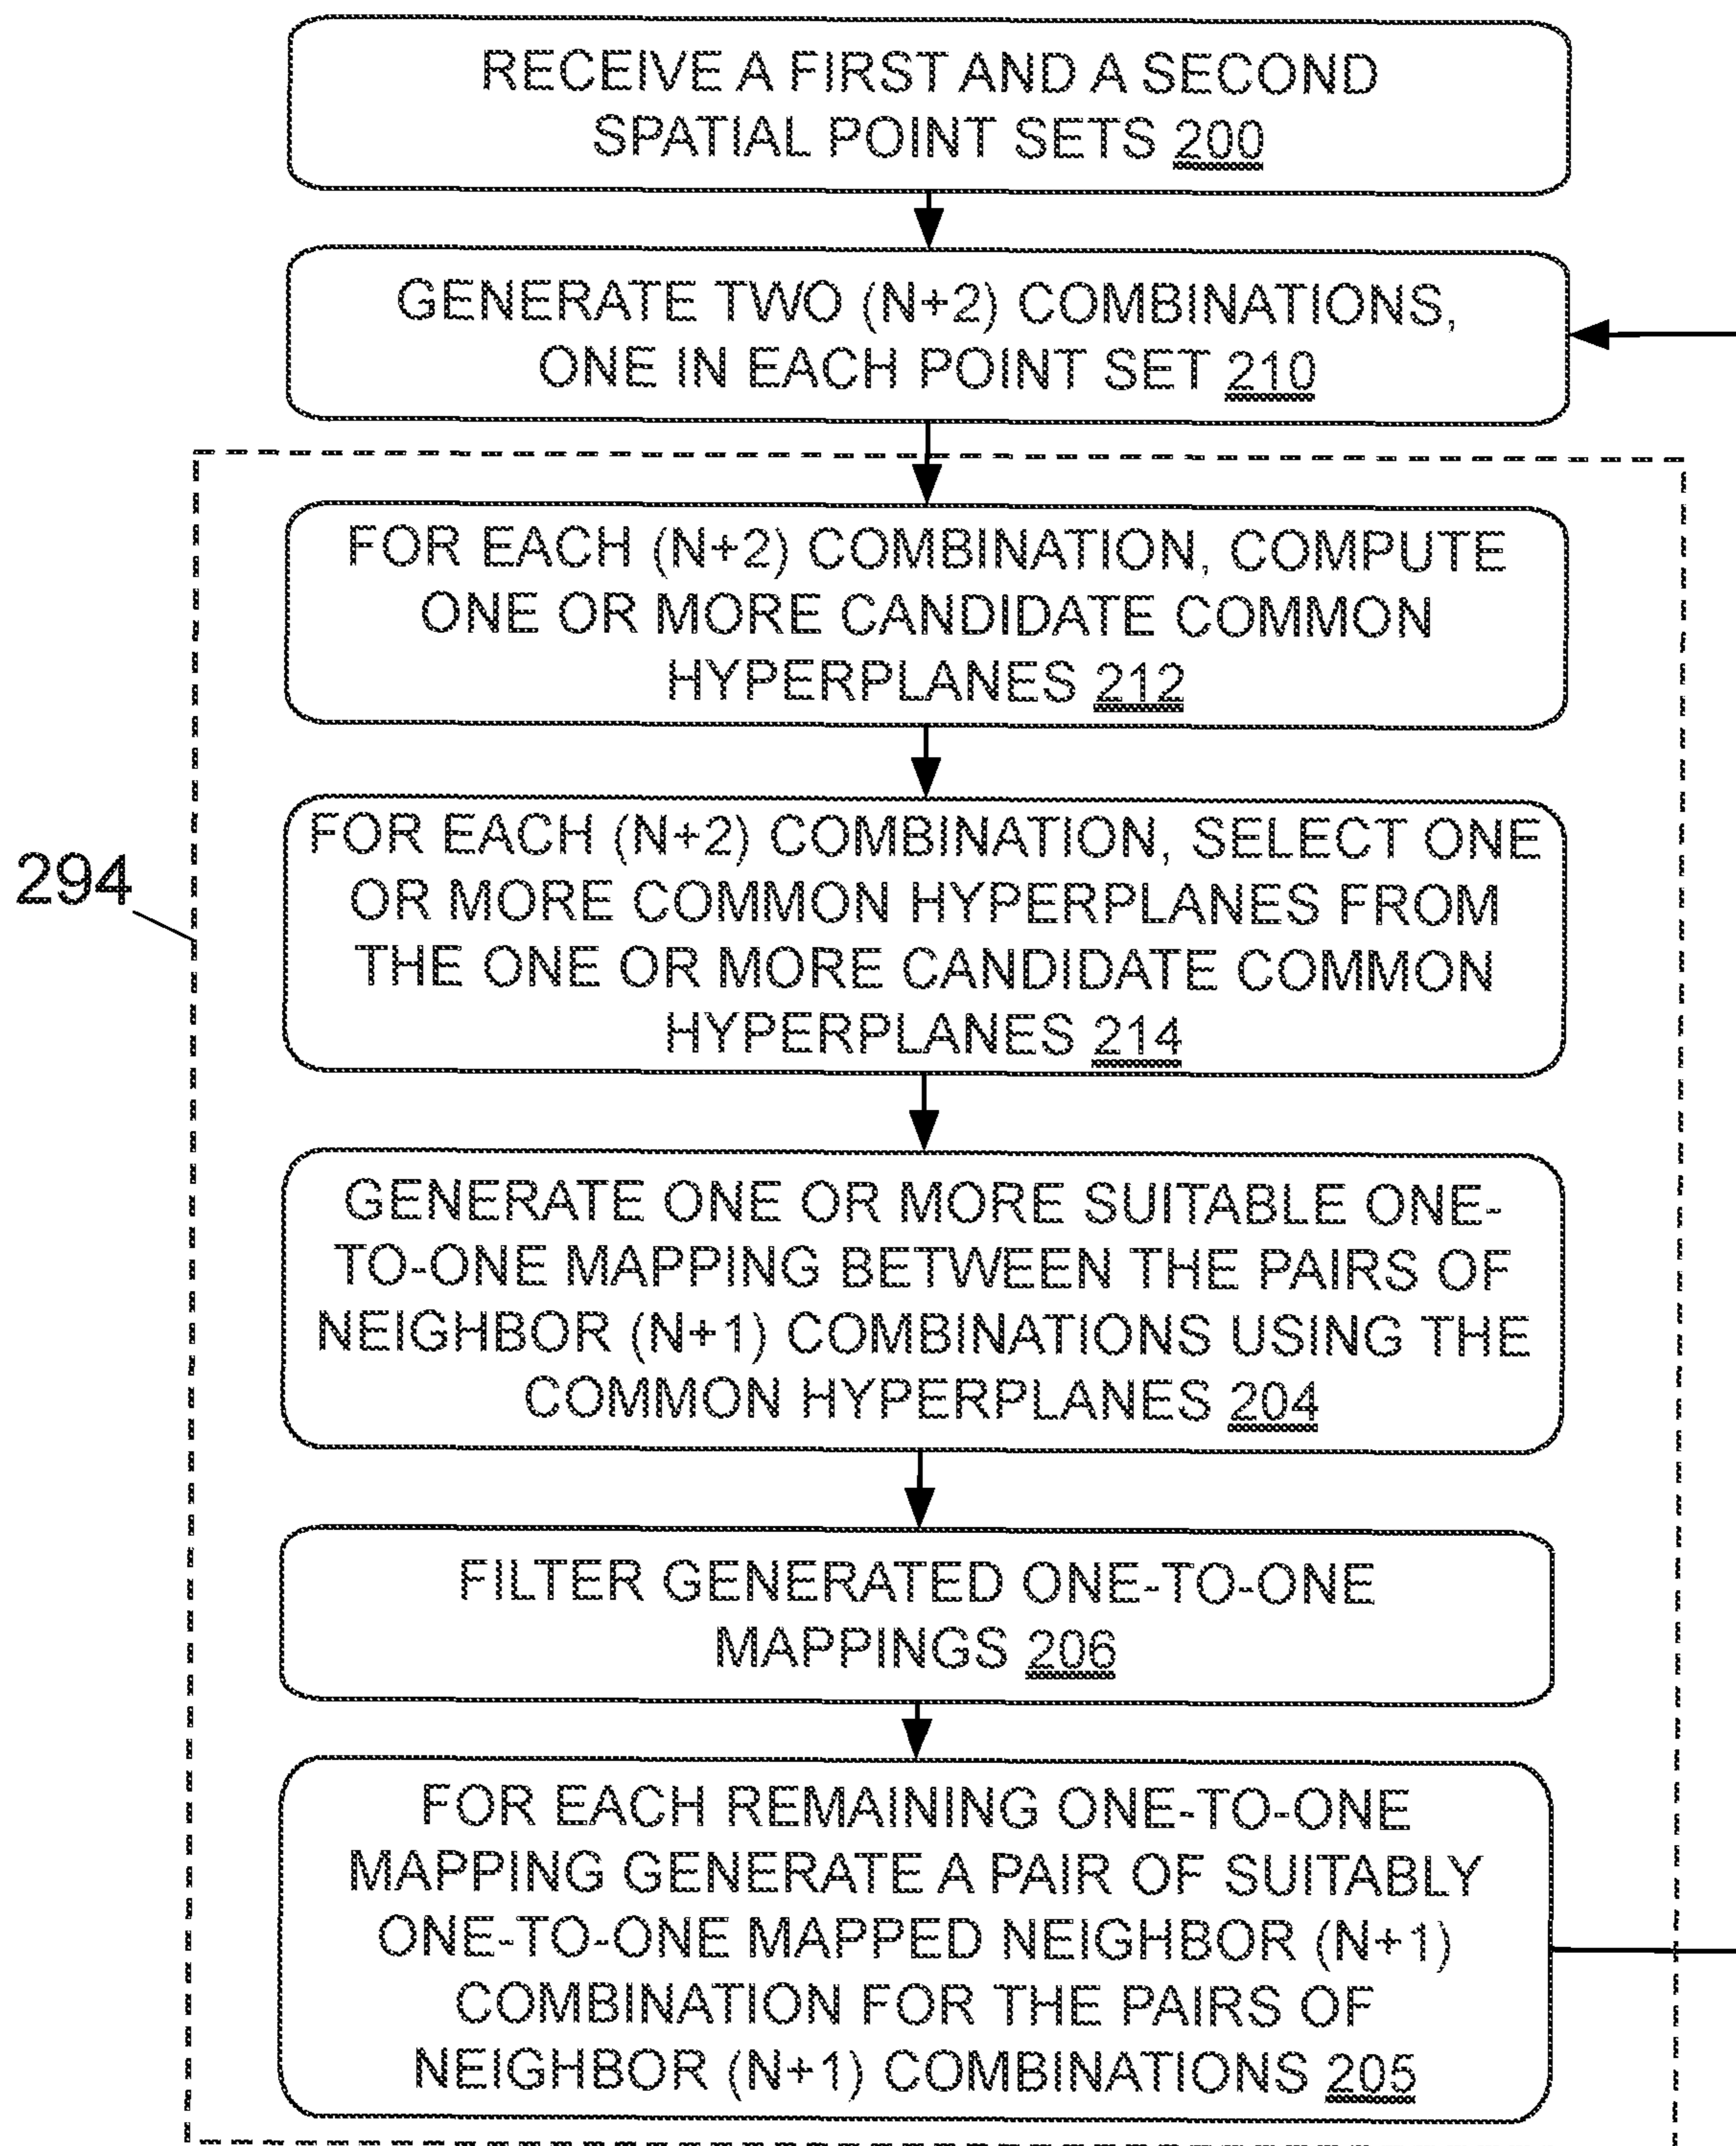 RECEIVE A FIRST AND A SECOND
SPATIAL POINT SETS 200
GENERATE TWO (N+2) COMBINATIONS,
ONE IN EACH POINT SET 210
FOR EACH (N+2) COMBINATION, COMPUTE
ONE OR MORE CANDIDATE COMMON
HYPERPLANES 212
FOR EACH (N+2) COMBINATION, SELECT ONE
OR MORE COMMON HYPERPLANES FROM
THE ONE OR MORE CANDIDATE COMMON
HYPERPLANES 214
294
GENERATE ONE OR MORE SUITABLE ONE-
TO-ONE MAPPING BETWEEN THE PAIRS OF
NEIGHBOR (N+1) COMBINATIONS USING THE
COMMON HYPERPLANES 204
FILTER GENERATED ONE-TO-ONE
MAPPINGS 206
FOR EACH REMAINING ONE-TO-ONE
MAPPING GENERATE A PAIR OF SUITABLY
ONE-TO-ONE MAPPED NEIGHBOR (N+1)
COMBINATION FOR THE PAIRS OF
NEIGHBOR (N+1) COMBINATIONS 205